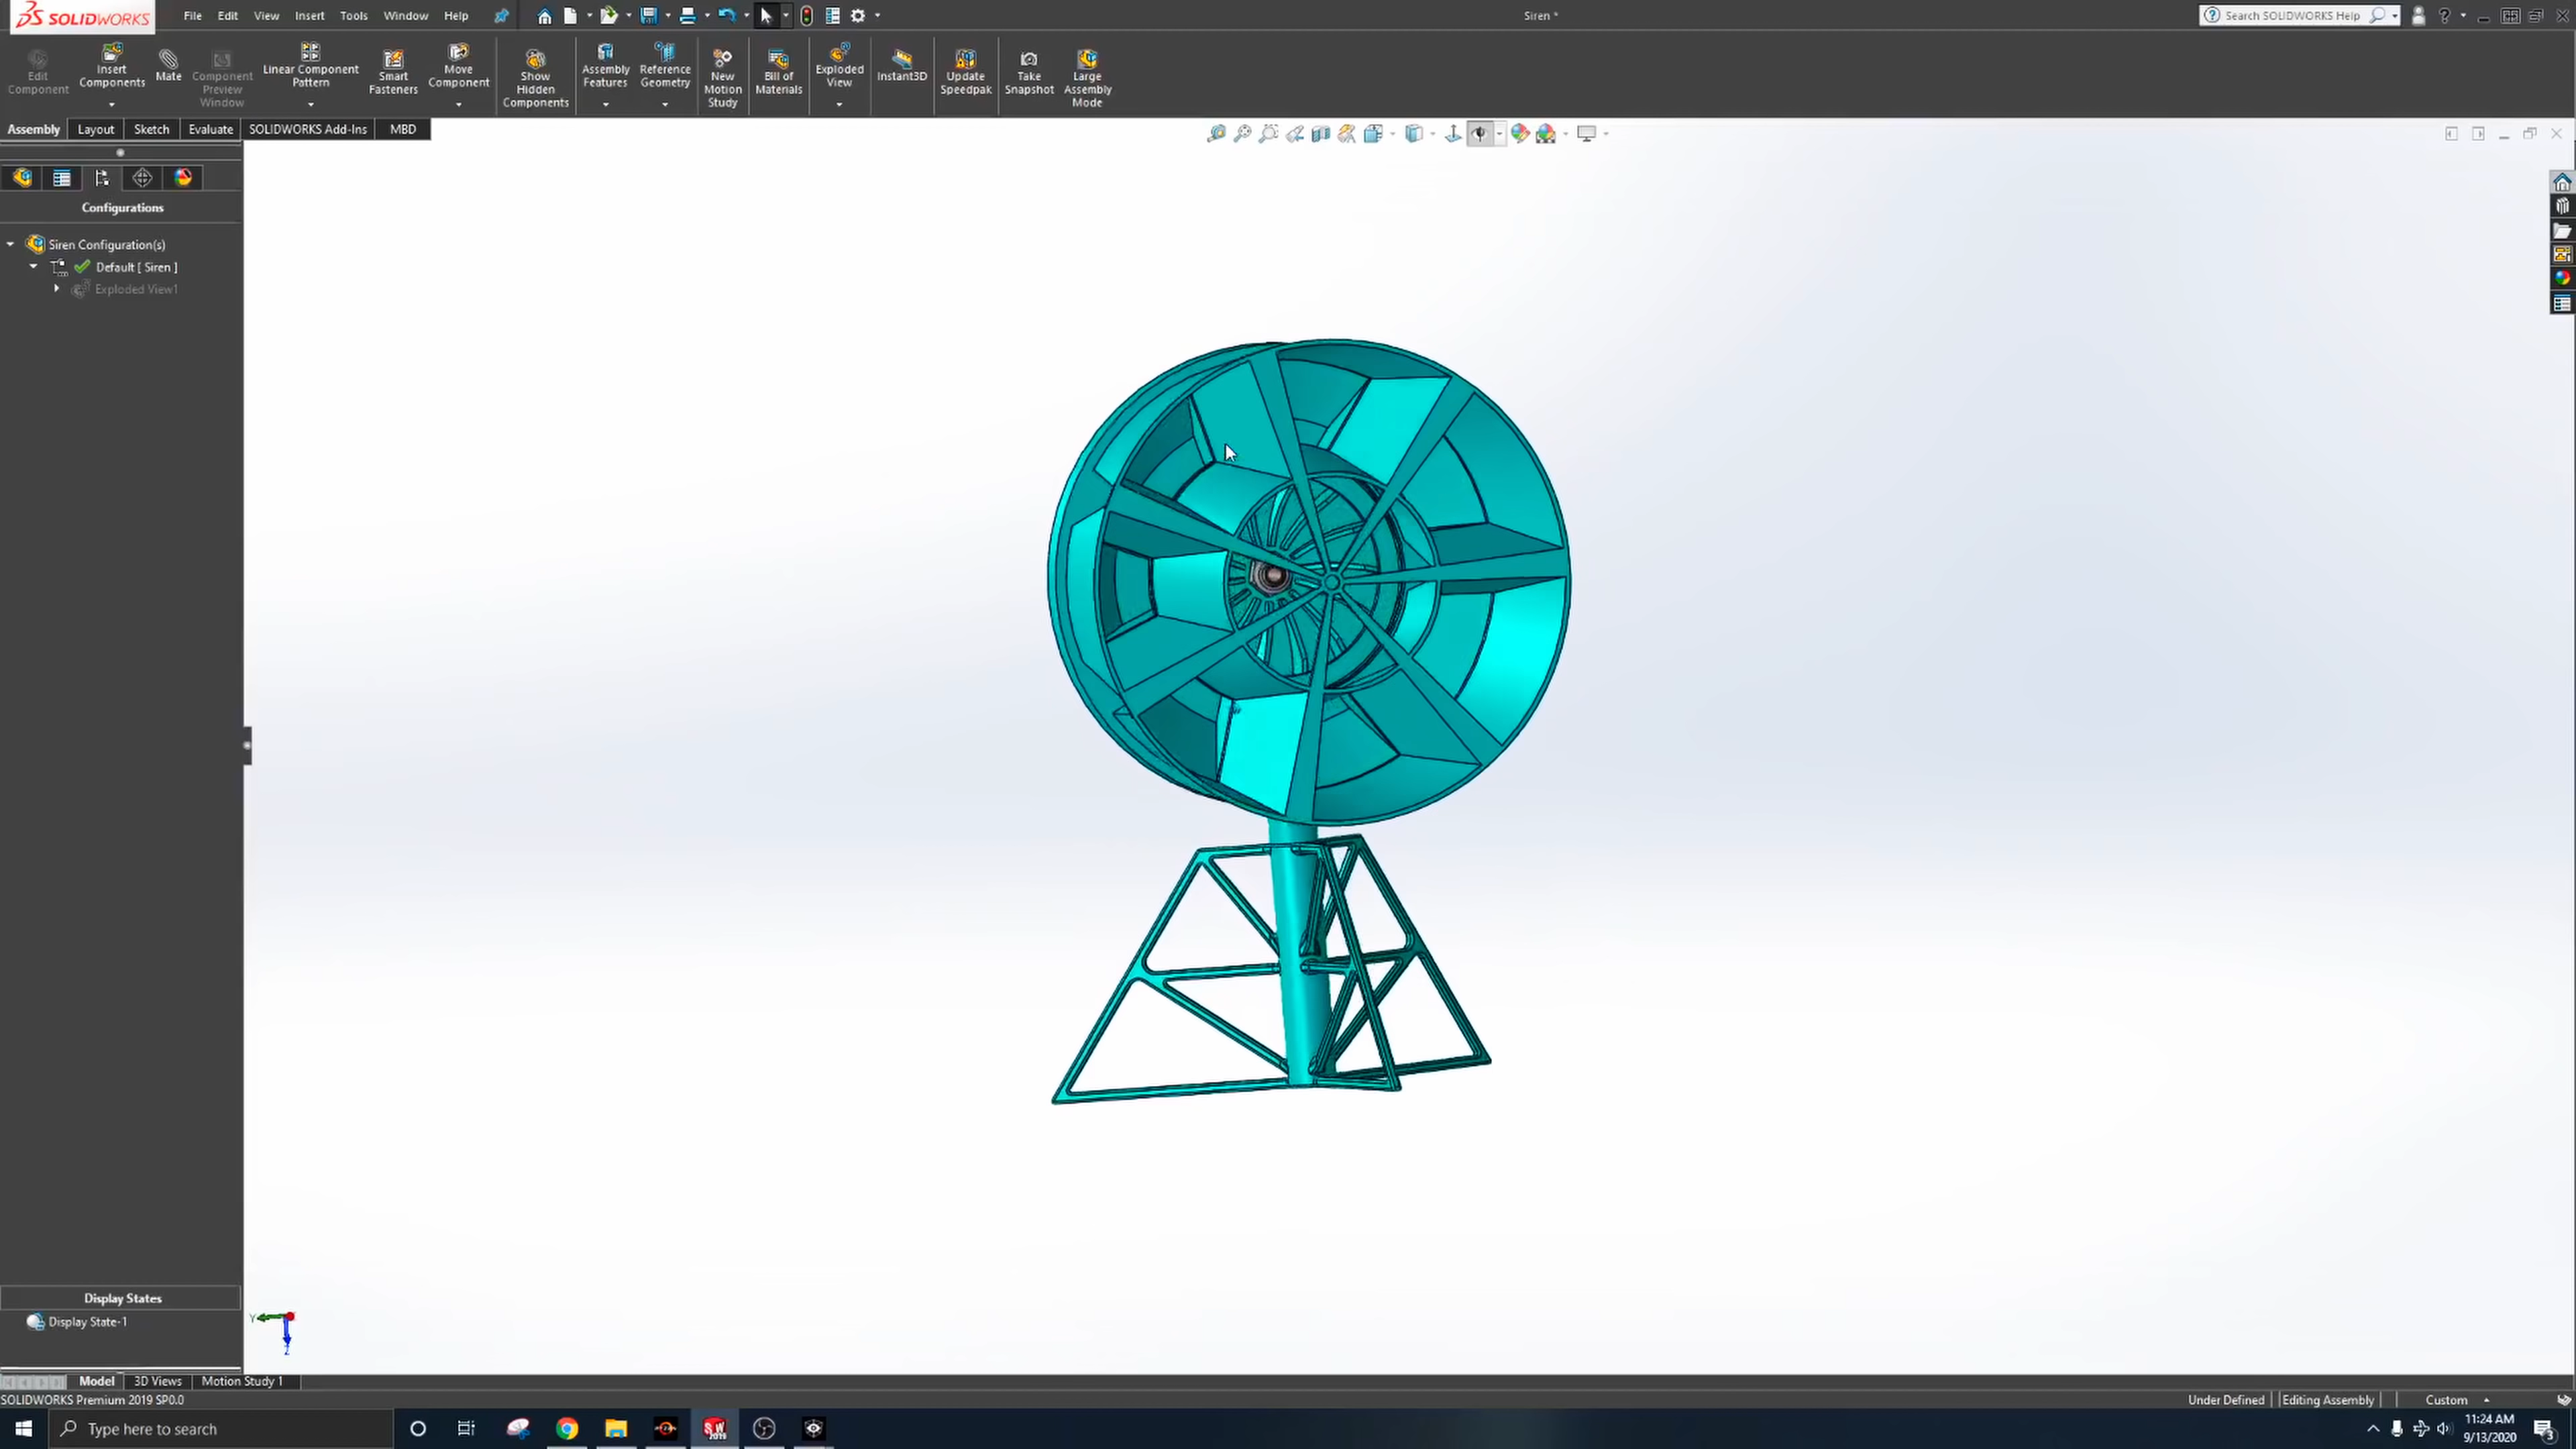 SOLIDWORKS File Edit View Insert Tools Window Help Siren * Search SOLIDWORKS Help
Edit Component
Insert Components
Mate
Component Preview Window
Linear Component Pattern
Smart Fasteners
Move Component
Show Hidden Components
Assembly Features
Reference Geometry
New Motion Study
Bill of Materials
Exploded View
Instant3D
Update Speedpak
Take Snapshot
Large Assembly Mode
Assembly Layout Sketch Evaluate SOLIDWORKS Add-Ins MBD
Configurations
Siren Configuration(s)
Default [ Siren ]
Exploded View1
Display States
Display State-1
Y
Z
Model 3D Views Motion Study 1
SOLIDWORKS Premium 2019 SP0.0 Under Defined Editing Assembly Custom
Type here to search
11:24 AM
9/13/2020
3